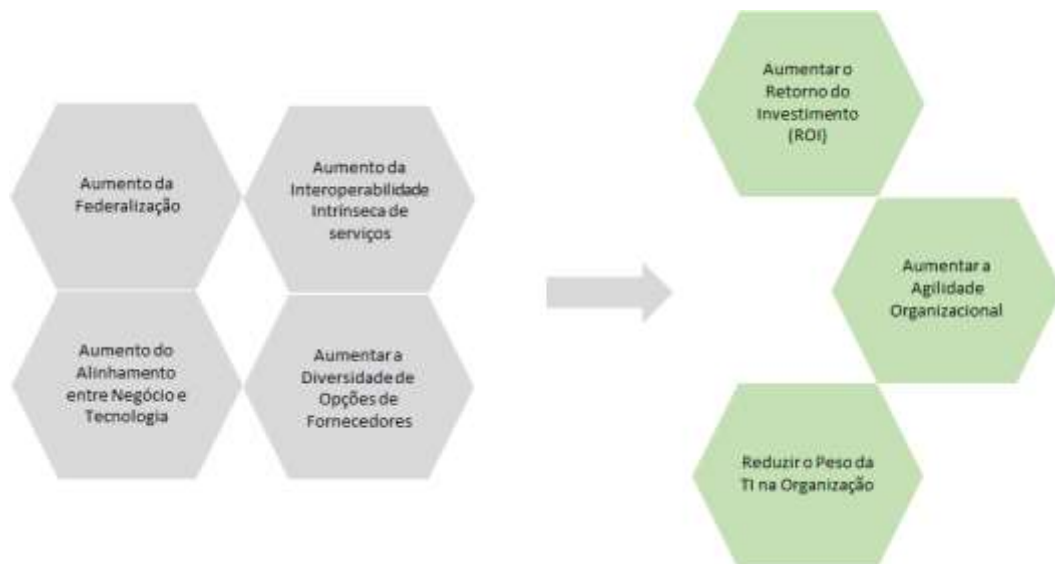 Aumento da
Federalização
Aumento da
Interoperabilidade
Intrínseca de
serviços
Aumento do
Alinhamento
entre Negócio e
Tecnologia
Aumentar a
Diversidade de
Opções de
Fornecedores
Aumentar o
Retorno do
Investimento
(ROI)
Aumentar a
Agilidade
Organizacional
Reduzir o Peso da
TI na Organização